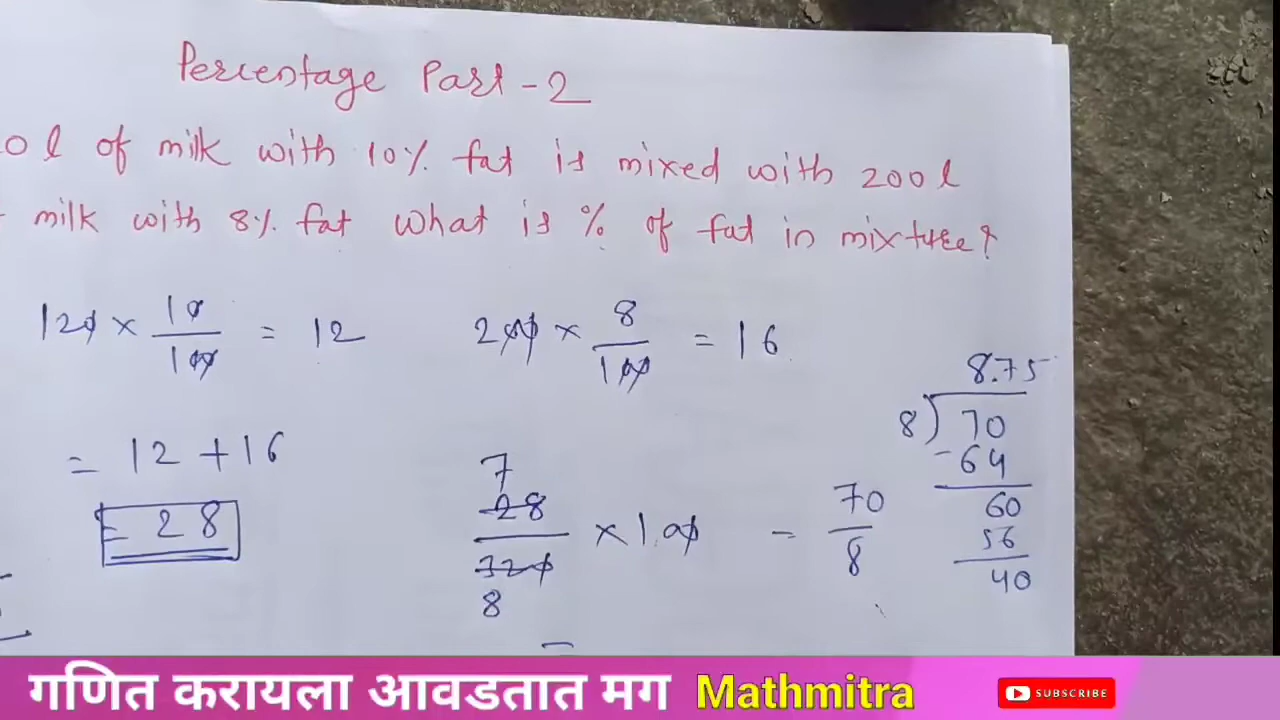 Percentage Part-2
0 l of milk with 10% fat is mixed with 200 l
milk with 8% fat what is % of fat in mixture?
120 × 10/100 = 12
200 × 8/100 = 16
= 12 + 16
= 28
7
28/320 × 100 = 70/8
8
8.75
8 ) 70
- 64
60
56
40
गणित करायला आवडतात मग Mathmitra
SUBSCRIBE